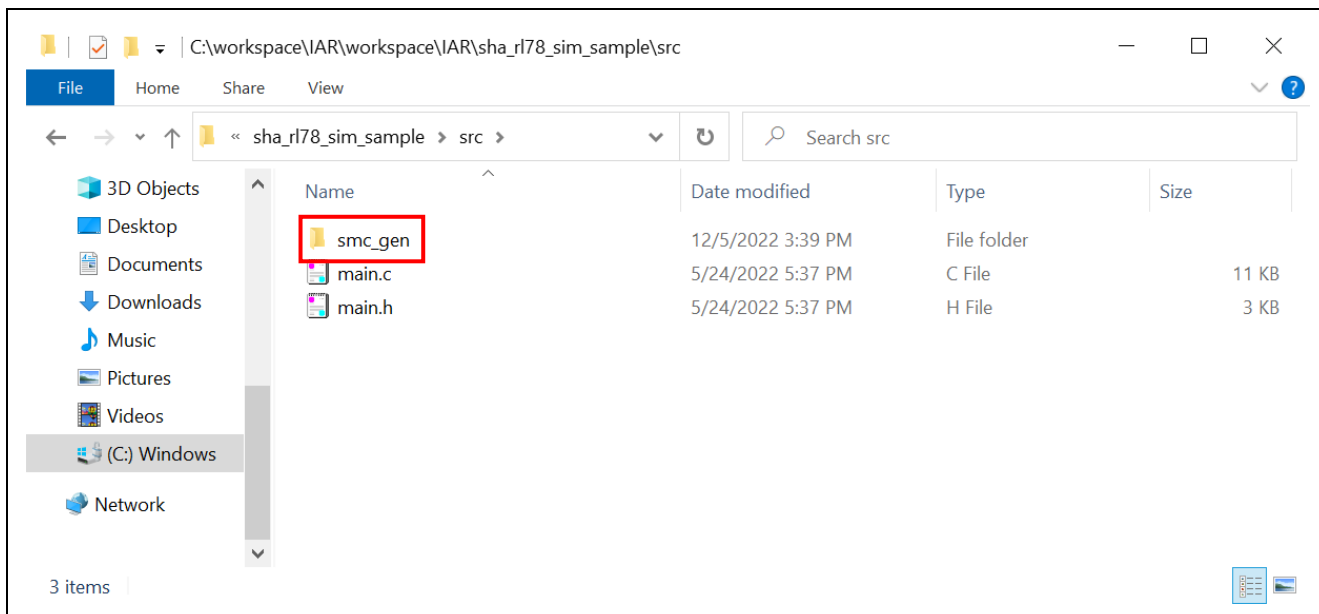 C:\workspace\IAR\workspace\IAR\sha_rl78_sim_sample\src
File Home Share View ?
« sha_rl78_sim_sample > src > Search src
3D Objects
Desktop
Documents
Downloads
Music
Pictures
Videos
(C:) Windows
Network
Name Date modified Type Size
smc_gen 12/5/2022 3:39 PM File folder
main.c 5/24/2022 5:37 PM C File 11 KB
main.h 5/24/2022 5:37 PM H File 3 KB
3 items